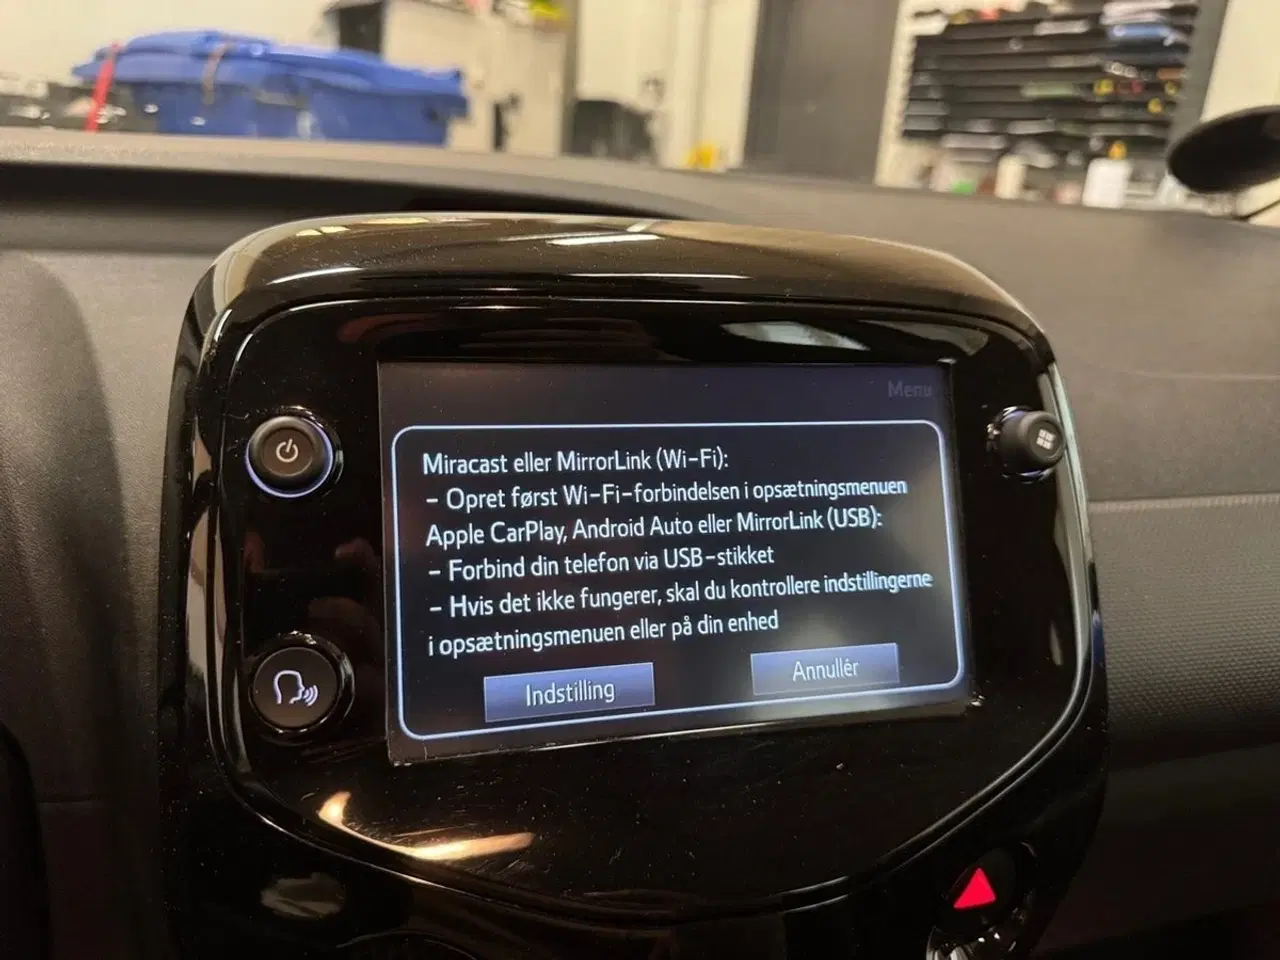 Menu
Miracast eller MirrorLink (Wi-Fi):
- Opret først Wi-Fi-forbindelsen i opsætningsmenuen
Apple CarPlay, Android Auto eller MirrorLink (USB):
- Forbind din telefon via USB-stikket
- Hvis det ikke fungerer, skal du kontrollere indstillingerne
i opsætningsmenuen eller på din enhed
Indstilling
Annullér